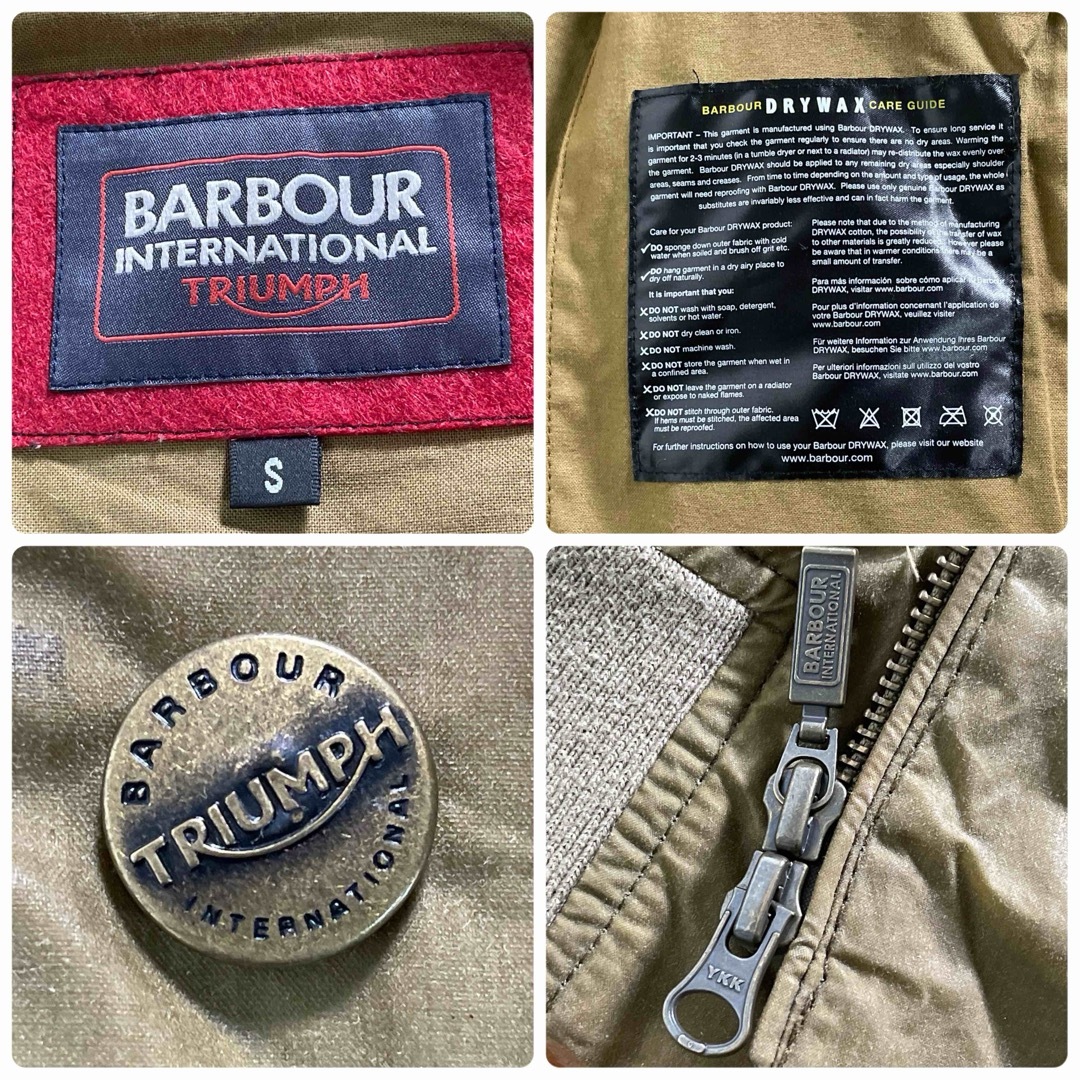 BARBOUR
INTERNATIONAL
TRIUMPH
S
BARBOUR DRYWAX CARE GUIDE
IMPORTANT - This garment is manufactured using Barbour DRYWAX. To ensure long service it
is important that you check the garment regularly to ensure there are no dry areas. Warming the
garment for 2-3 minutes (in a tumble dryer or next to a radiator) may re-distribute the wax evenly over
the garment. Barbour DRYWAX should be applied to any remaining dry areas especially shoulder
areas, seams and creases. From time to time depending on the amount and type of usage, the whole
garment will need reproofing with Barbour DRYWAX. Please use only genuine Barbour DRYWAX as
substitutes are invariably less effective and can in fact harm the garment.
Care for your Barbour DRYWAX product:
DO sponge down outer fabric with cold
water when soiled and brush off grit etc.
DO hang garment in a dry airy place to
dry off naturally.
It is important that you:
DO NOT wash with soap, detergent,
solvents or hot water.
DO NOT dry clean or iron.
DO NOT machine wash.
DO NOT store the garment when wet in
a confined area.
DO NOT leave the garment on a radiator
or expose to naked flames.
DO NOT stitch through outer fabric.
If hems must be stitched, the affected area
must be reproofed.
Please note that due to the method of manufacturing
DRYWAX cotton, the possibility of the transfer of wax
to other materials is greatly reduced. However please
be aware that in warmer conditions there may be a
small amount of transfer.
Para más información sobre cómo aplicar tu Barbour
DRYWAX, visitar www.barbour.com
Pour plus d'information concernant l'application de
votre Barbour DRYWAX, veuillez visiter
www.barbour.com
Für weitere Information zur Anwendung Ihres Barbour
DRYWAX, besuchen Sie bitte www.barbour.com
Per ulteriori informazioni sull utilizzo del vostro
Barbour DRYWAX, visitate www.barbour.com
For further instructions on how to use your Barbour DRYWAX, please visit our website
www.barbour.com
BARBOUR
TRIUMPH
INTERNATIONAL
BARBOUR
INTERNATIONAL
YKK